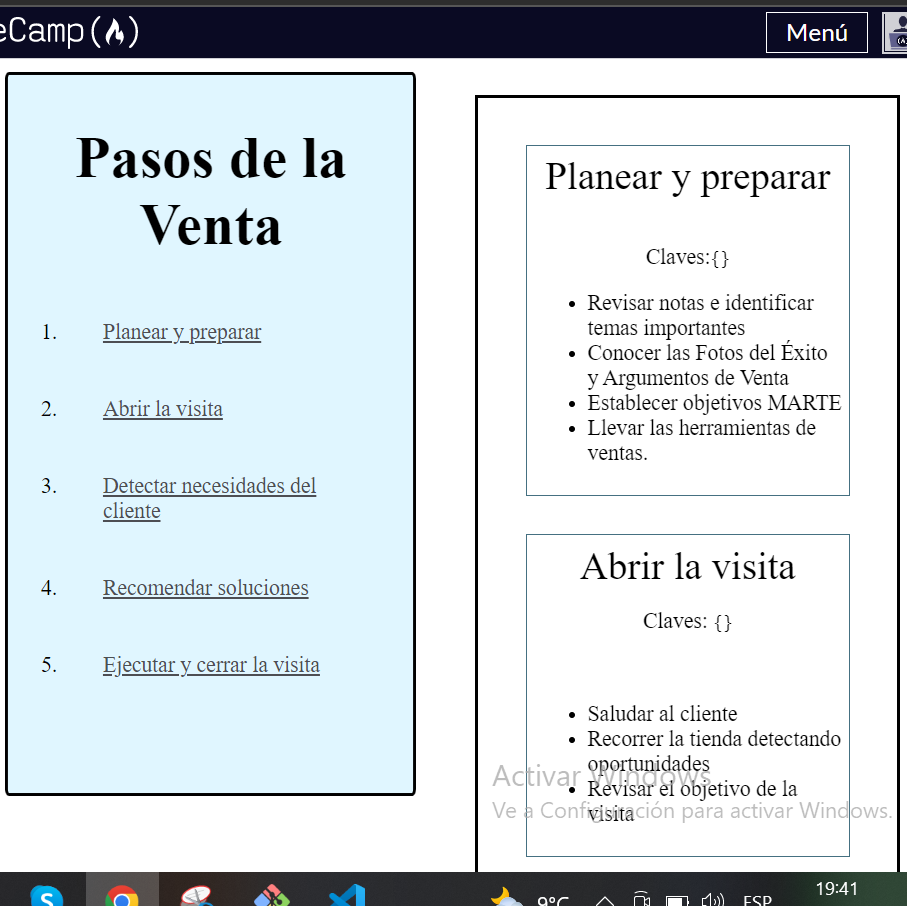 eCamp(
)
Menú
Pasos de la
Venta
1. Planear y preparar
2. Abrir la visita
3. Detectar necesidades del
cliente
4. Recomendar soluciones
5. Ejecutar y cerrar la visita
Planear y preparar
Claves:{}
• Revisar notas e identificar
temas importantes
• Conocer las Fotos del Éxito
y Argumentos de Venta
• Establecer objetivos MARTE
• Llevar las herramientas de
ventas.
Abrir la visita
Claves: {}
• Saludar al cliente
• Recorrer la tienda detectando
oportunidades
• Revisar el objetivo de la
visita
Activar Windows
Ve a Configuración para activar Windows.
9°C
ESP
19:41